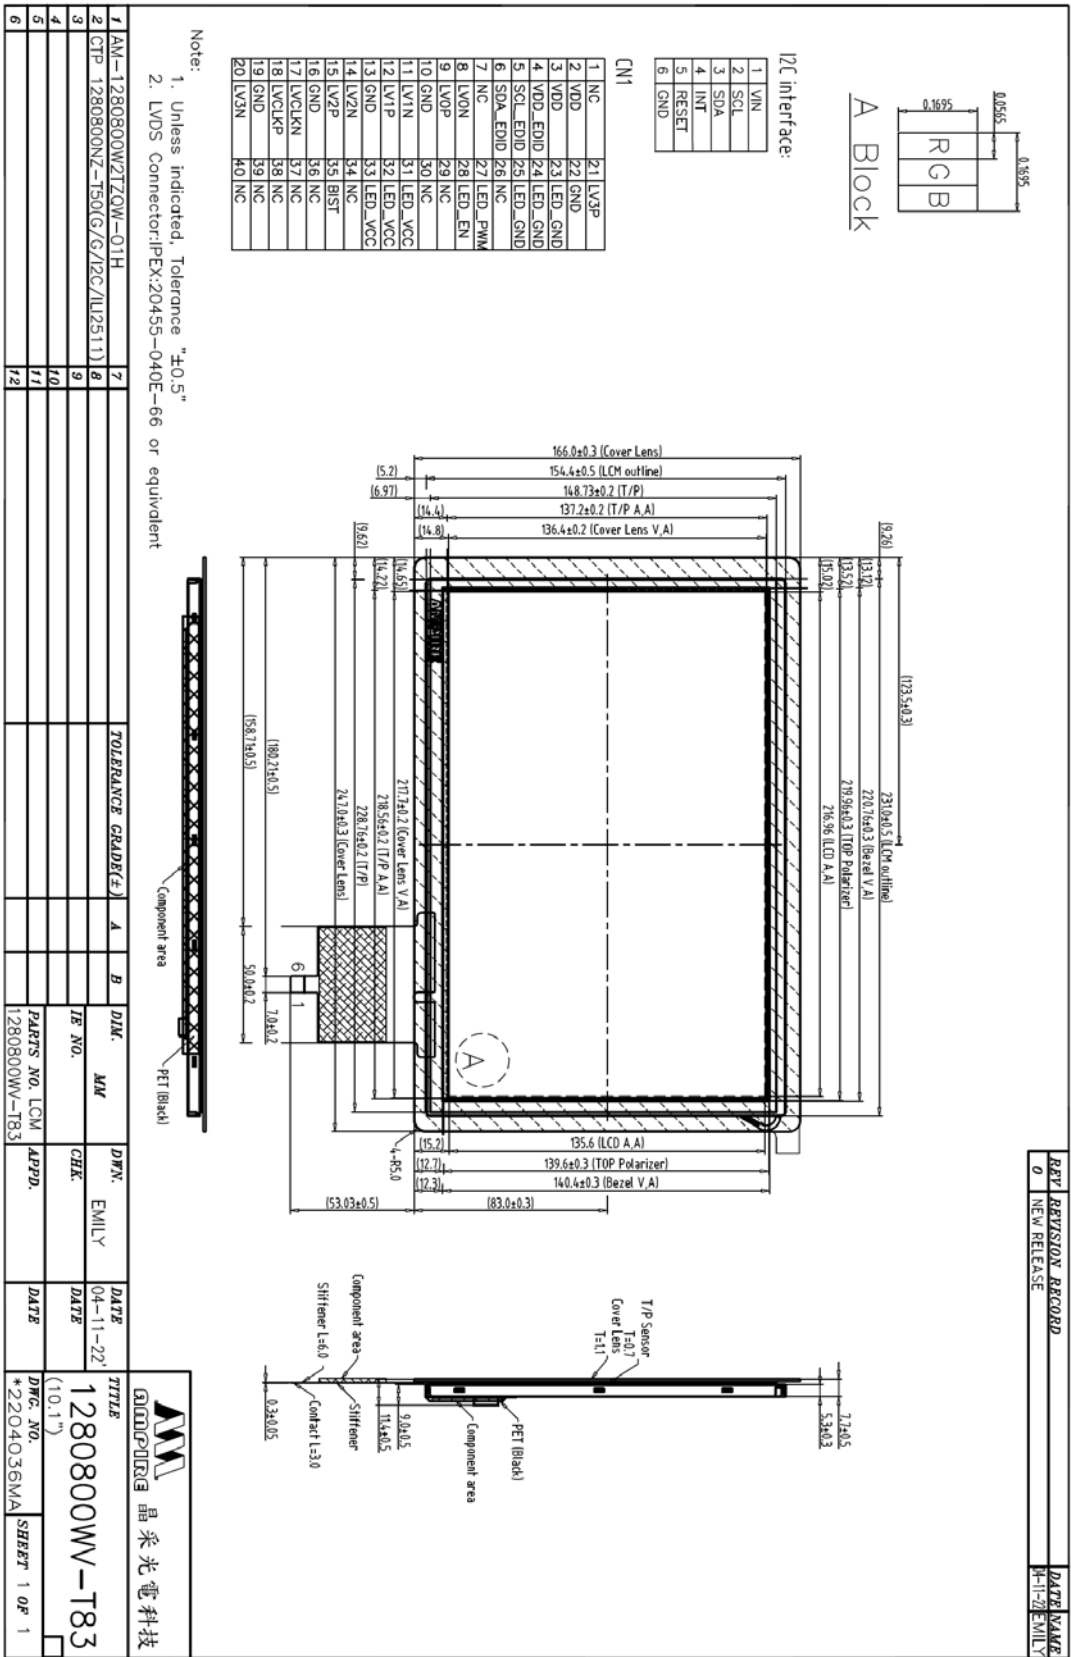 REV REVISION RECORD DATE NAME
0 NEW RELEASE 04-11-22 EMILY
0.1695
0.0565
0.1695
R G B
A Block
I2C interface:
1 VIN
2 SCL
3 SDA
4 INT
5 RESET
6 GND
CN1
1 NC 21 LV3P
2 VDD 22 GND
3 VDD 23 LED_GND
4 VDD_EDID 24 LED_GND
5 SCL_EDID 25 LED_GND
6 SDA_EDID 26 NC
7 NC 27 LED_PWM
8 LV0N 28 LED_EN
9 LV0P 29 NC
10 GND 30 NC
11 LV1N 31 LED_VCC
12 LV1P 32 LED_VCC
13 GND 33 LED_VCC
14 LV2N 34 NC
15 LV2P 35 BIST
16 GND 36 NC
17 LVCLKN 37 NC
18 LVCLKP 38 NC
19 GND 39 NC
20 LV3N 40 NC
(123.5±0.3)
(9.26)
231.0±0.5 (LCM outline)
(13.12)
220.76±0.3 (Bezel V,A)
(13.52)
219.96±0.3 (TOP Polarizer)
(15.02)
216.96 (LCD A,A)
166.0±0.3 (Cover Lens)
(5.2)
154.4±0.5 (LCM outline)
(6.97)
148.73±0.2 (T/P)
(14.4)
137.2±0.2 (T/P A,A)
(14.8)
136.4±0.2 (Cover Lens V,A)
135.6 (LCD A,A)
(15.2)
139.6±0.3 (TOP Polarizer)
(12.7)
140.4±0.3 (Bezel V,A)
(12.3)
(83.0±0.3)
(53.03±0.5)
A
4-R5.0
(14.65)
217.7±0.2 (Cover Lens V,A)
(14.22)
218.56±0.2 (T/P A,A)
(9.62)
228.76±0.2 (T/P)
247.0±0.3 (Cover Lens)
6 1
(180.21±0.5)
7.0±0.2
(158.71±0.5)
50.0±0.2
7.7±0.5
5.3±0.3
T/P Sensor
T=0.7
Cover Lens
T=1.1
PET (Black)
Component area
Component area
Stiffener L=6.0
Stiffener
Contact L=3.0
9.0±0.5
11.4±0.5
0.3±0.05
Component area
PET (Black)
Note:
1. Unless indicated, Tolerance "±0.5"
2. LVDS Connector:IPEX:20455-040E-66 or equivalent
1 AM-1280800W2TZQW-01H 7
2 CTP 1280800NZ-T50(G/G/I2C/ILI2511) 8
3 9
4 10
5 11
6 12
TOLERANCE GRADE(±) A B
DIM. MM
IE NO.
PARTS NO. LCM
1280800WV-T83
DWN. EMILY
DATE 04-11-22'
CHK.
DATE
APPD.
DATE
AMPIRE 晶采光電科技
TITLE
1280800WV-T83
(10.1")
DWG. NO.
*2204036MA
SHEET 1 OF 1